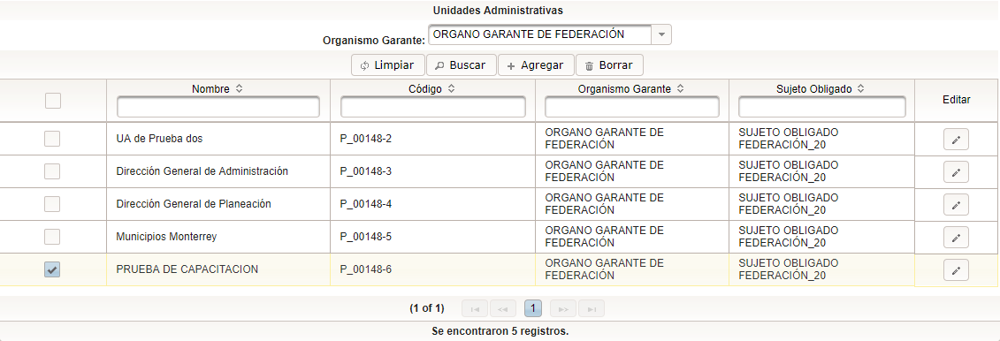 Unidades Administrativas
Organismo Garante: ORGANO GARANTE DE FEDERACIÓN
Limpiar Buscar Agregar Borrar
Nombre Código Organismo Garante Sujeto Obligado Editar
UA de Prueba dos P_00148-2 ORGANO GARANTE DE FEDERACIÓN SUJETO OBLIGADO FEDERACIÓN_20
Dirección General de Administración P_00148-3 ORGANO GARANTE DE FEDERACIÓN SUJETO OBLIGADO FEDERACIÓN_20
Dirección General de Planeación P_00148-4 ORGANO GARANTE DE FEDERACIÓN SUJETO OBLIGADO FEDERACIÓN_20
Municipios Monterrey P_00148-5 ORGANO GARANTE DE FEDERACIÓN SUJETO OBLIGADO FEDERACIÓN_20
PRUEBA DE CAPACITACION P_00148-6 ORGANO GARANTE DE FEDERACIÓN SUJETO OBLIGADO FEDERACIÓN_20
(1 of 1) 1
Se encontraron 5 registros.